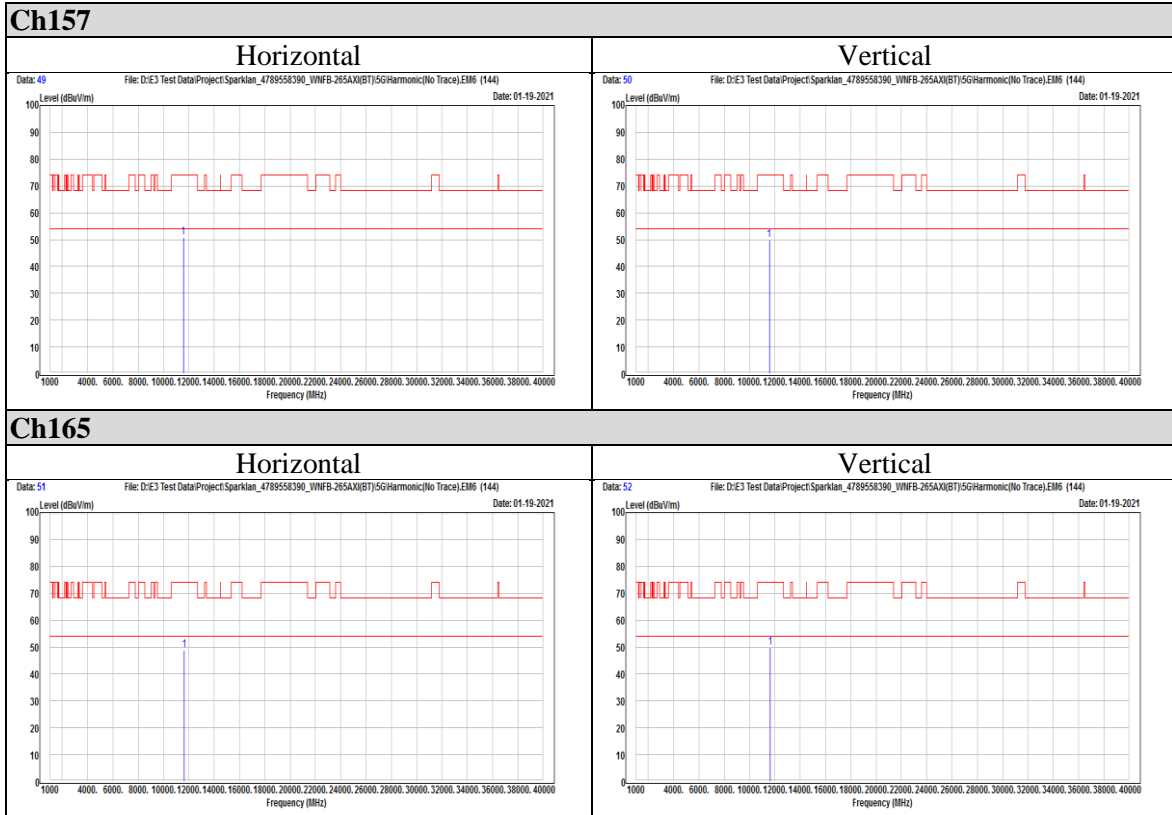 Ch157
Horizontal
Vertical
Data: 49 File: D:\E3 Test Data\Project\Sparklan_4789558390_WNFB-265AXI(BT)\5G\Harmonic(No Trace).EM6 (144)
Level (dBuV/m)
Date: 01-19-2021
100
90
80
70
60
50
40
30
20
10
0
1
1000 4000. 6000. 8000. 10000. 12000. 14000. 16000. 18000. 20000. 22000. 24000. 26000. 28000. 30000. 32000. 34000. 36000. 38000. 40000
Frequency (MHz)
Data: 50 File: D:\E3 Test Data\Project\Sparklan_4789558390_WNFB-265AXI(BT)\5G\Harmonic(No Trace).EM6 (144)
Level (dBuV/m)
Date: 01-19-2021
100
90
80
70
60
50
40
30
20
10
0
1
1000 4000. 6000. 8000. 10000. 12000. 14000. 16000. 18000. 20000. 22000. 24000. 26000. 28000. 30000. 32000. 34000. 36000. 38000. 40000
Frequency (MHz)
Ch165
Horizontal
Vertical
Data: 51 File: D:\E3 Test Data\Project\Sparklan_4789558390_WNFB-265AXI(BT)\5G\Harmonic(No Trace).EM6 (144)
Level (dBuV/m)
Date: 01-19-2021
100
90
80
70
60
50
40
30
20
10
0
1
1000 4000. 6000. 8000. 10000. 12000. 14000. 16000. 18000. 20000. 22000. 24000. 26000. 28000. 30000. 32000. 34000. 36000. 38000. 40000
Frequency (MHz)
Data: 52 File: D:\E3 Test Data\Project\Sparklan_4789558390_WNFB-265AXI(BT)\5G\Harmonic(No Trace).EM6 (144)
Level (dBuV/m)
Date: 01-19-2021
100
90
80
70
60
50
40
30
20
10
0
1
1000 4000. 6000. 8000. 10000. 12000. 14000. 16000. 18000. 20000. 22000. 24000. 26000. 28000. 30000. 32000. 34000. 36000. 38000. 40000
Frequency (MHz)